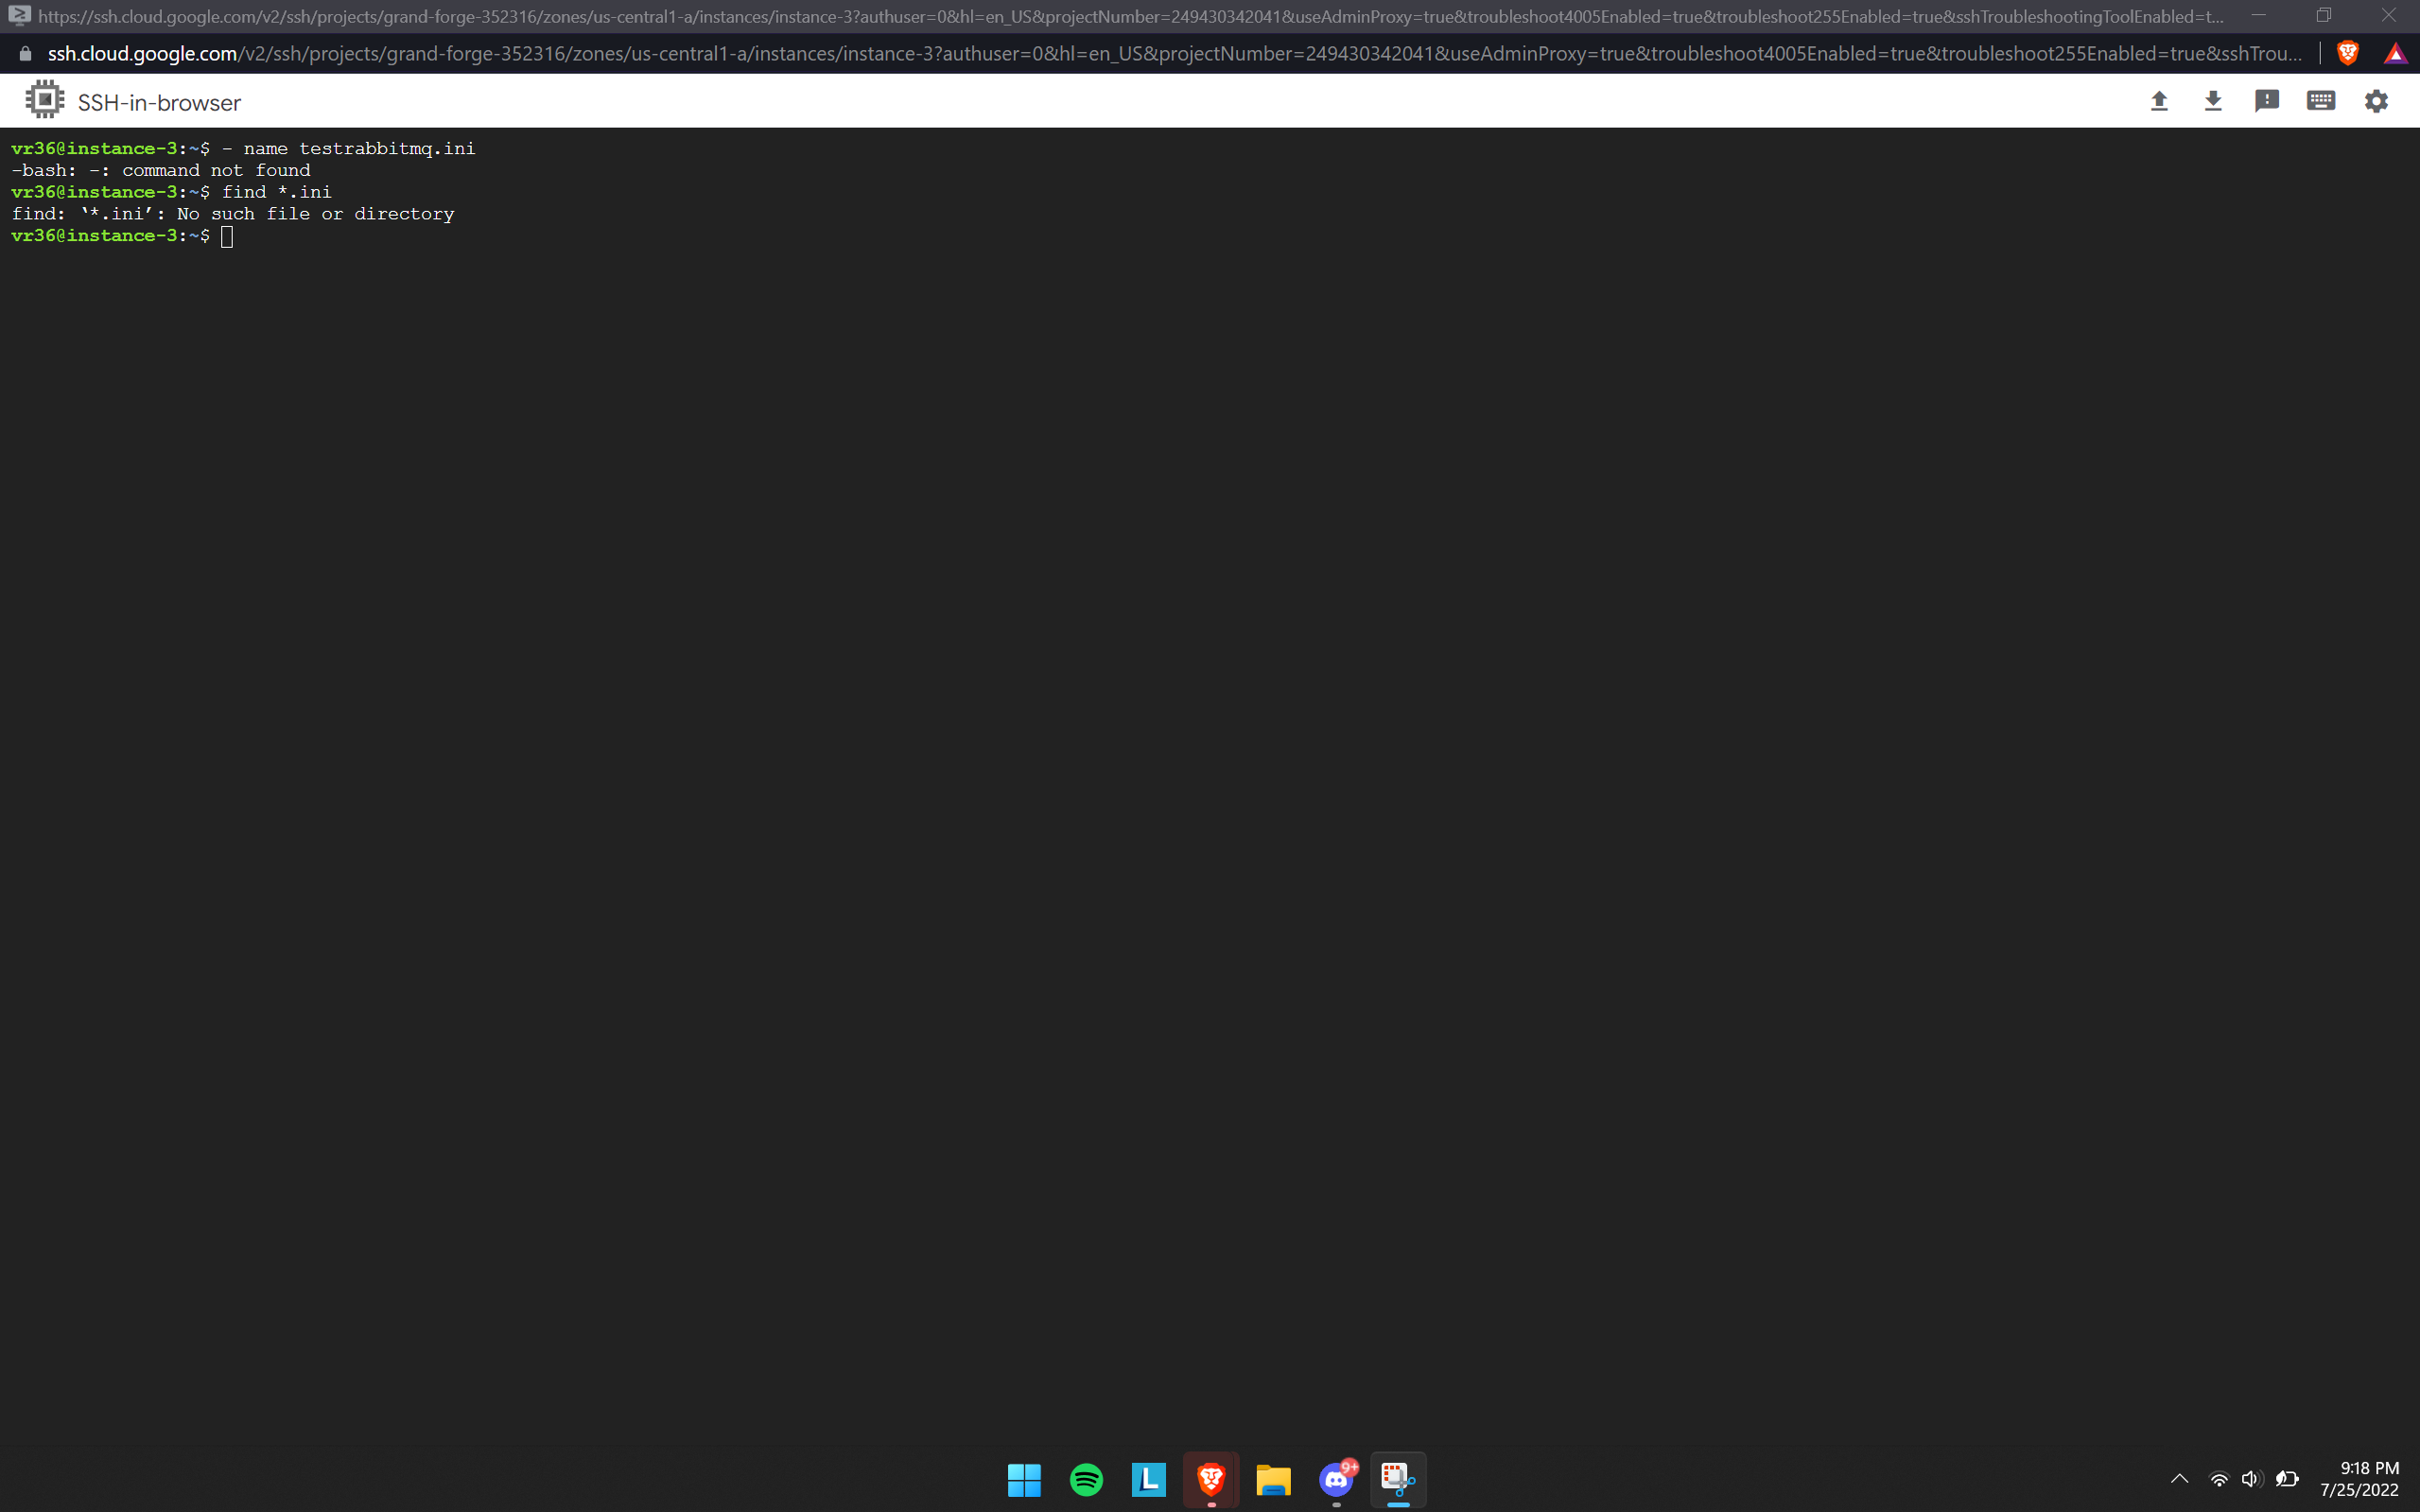 https://ssh.cloud.google.com/v2/ssh/projects/grand-forge-352316/zones/us-central1-a/instances/instance-3?authuser=0&hl=en_US&projectNumber=249430342041&useAdminProxy=true&troubleshoot4005Enabled=true&troubleshoot255Enabled=true&sshTroubleshootingToolEnabled=t...
ssh.cloud.google.com/v2/ssh/projects/grand-forge-352316/zones/us-central1-a/instances/instance-3?authuser=0&hl=en_US&projectNumber=249430342041&useAdminProxy=true&troubleshoot4005Enabled=true&troubleshoot255Enabled=true&sshTrou...
SSH-in-browser
vr36@instance-3:~$ - name testrabbitmq.ini
-bash: -: command not found
vr36@instance-3:~$ find *.ini
find: ‘*.ini’: No such file or directory
vr36@instance-3:~$
L
9+
9:18 PM
7/25/2022